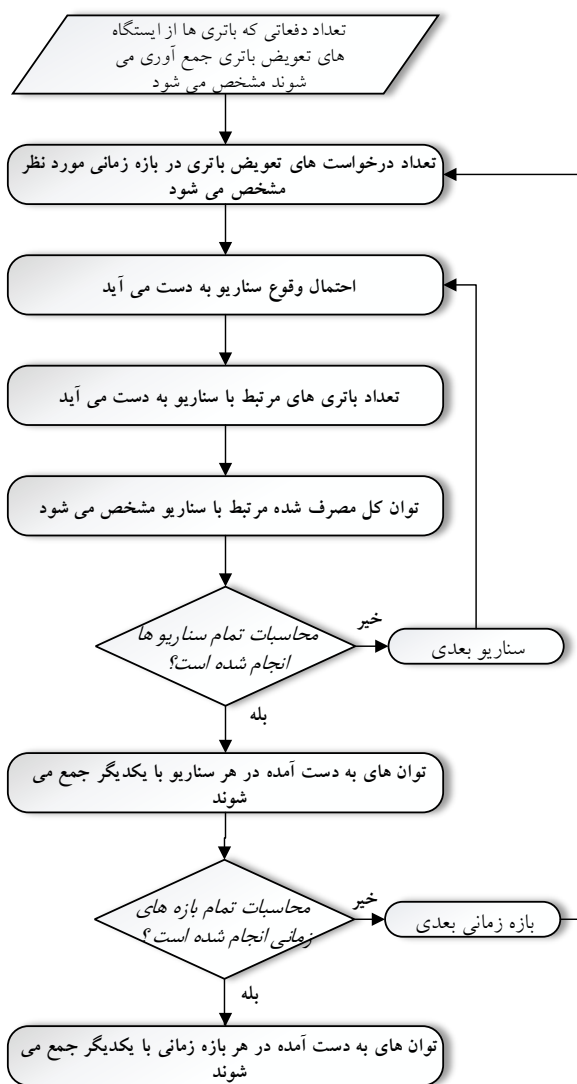 تعداد دفعاتی که باتری ها از ایستگاه
های تعویض باتری جمع آوری می
شوند مشخص می شود
تعداد درخواست های تعویض باتری در بازه زمانی مورد نظر
مشخص می شود
احتمال وقوع سناریو به دست می آید
تعداد باتری های مرتبط با سناریو به دست می آید
توان کل مصرف شده مرتبط با سناریو مشخص می شود
محاسبات تمام سناریو ها
انجام شده است؟
خیر
سناریو بعدی
بله
توان های به دست آمده در هر سناریو با یکدیگر جمع می
شوند
محاسبات تمام بازه های
زمانی انجام شده است ؟
خیر
بازه زمانی بعدی
بله
توان های به دست آمده در هر بازه زمانی با یکدیگر جمع می
شوند